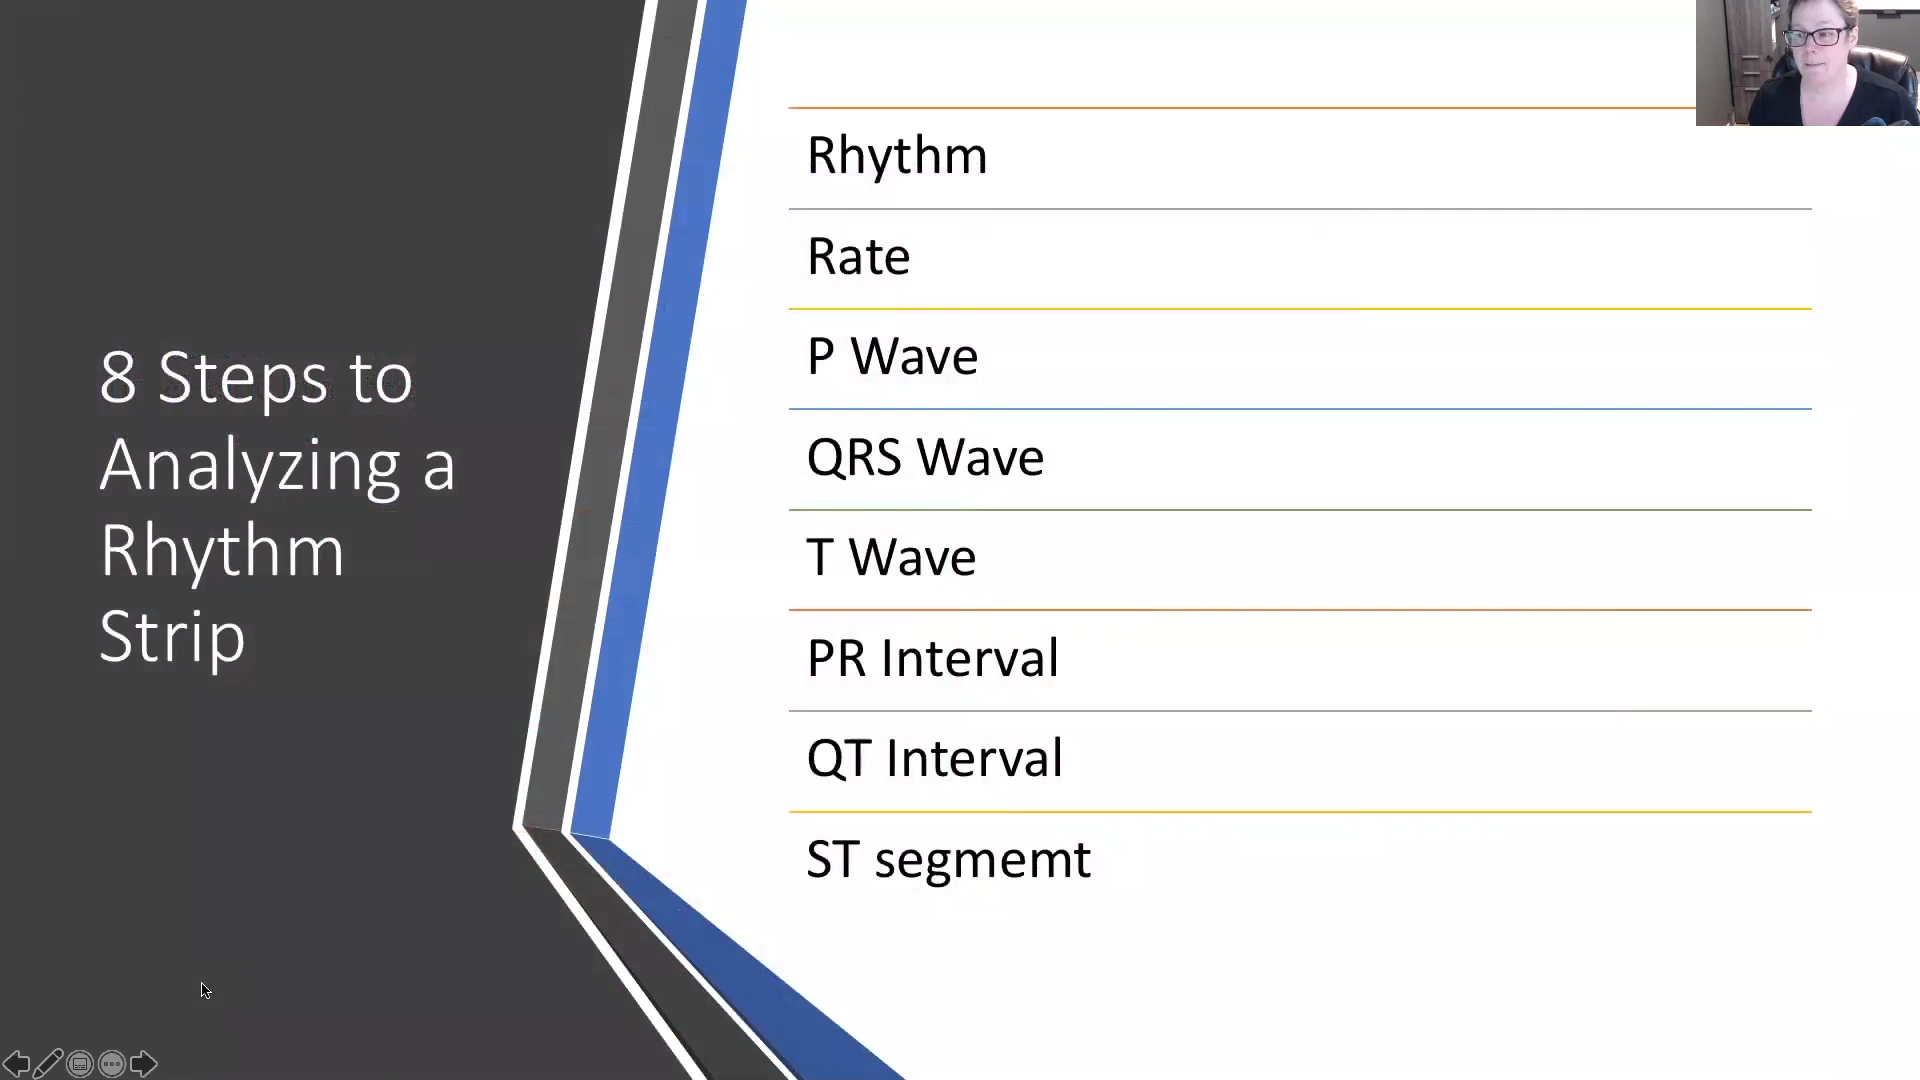 8 Steps to
Analyzing a
Rhythm
Strip
Rhythm
Rate
P Wave
QRS Wave
T Wave
PR Interval
QT Interval
ST segmemt